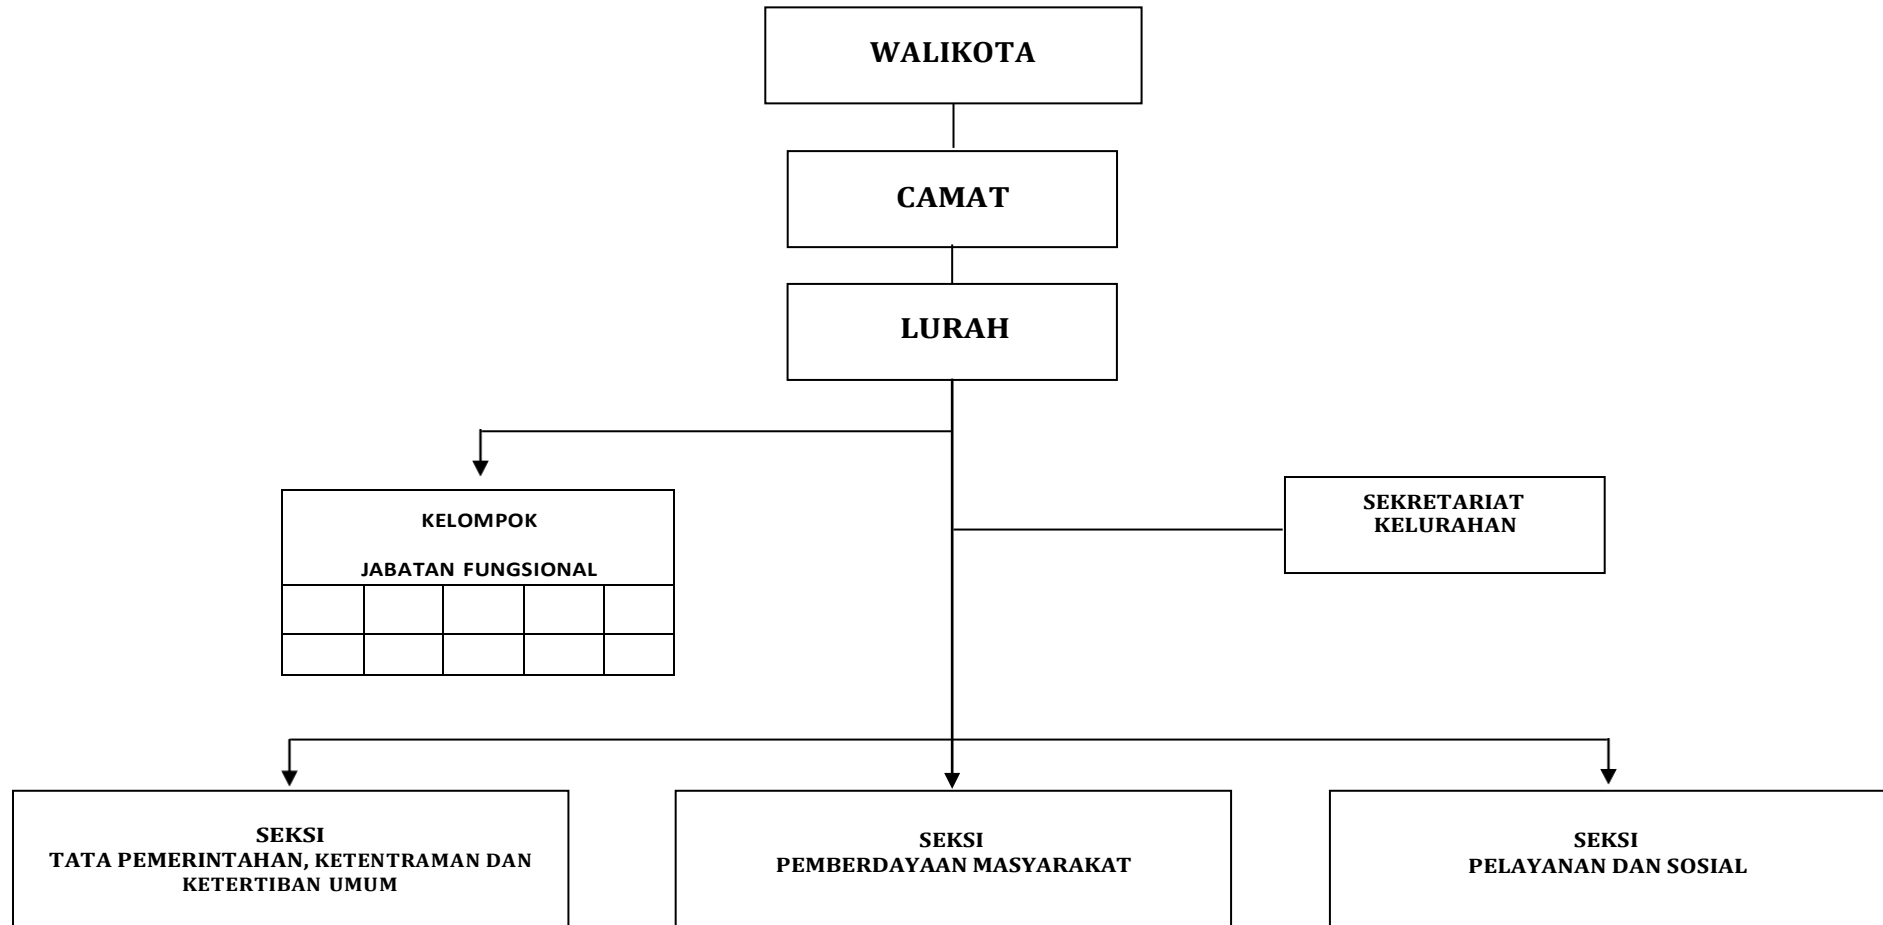 WALIKOTA
CAMAT
LURAH
KELOMPOK
JABATAN FUNGSIONAL
SEKRETARIAT
KELURAHAN
SEKSI
TATA PEMERINTAHAN, KETENTRAMAN DAN
KETERTIBAN UMUM
SEKSI
PEMBERDAYAAN MASYARAKAT
SEKSI
PELAYANAN DAN SOSIAL